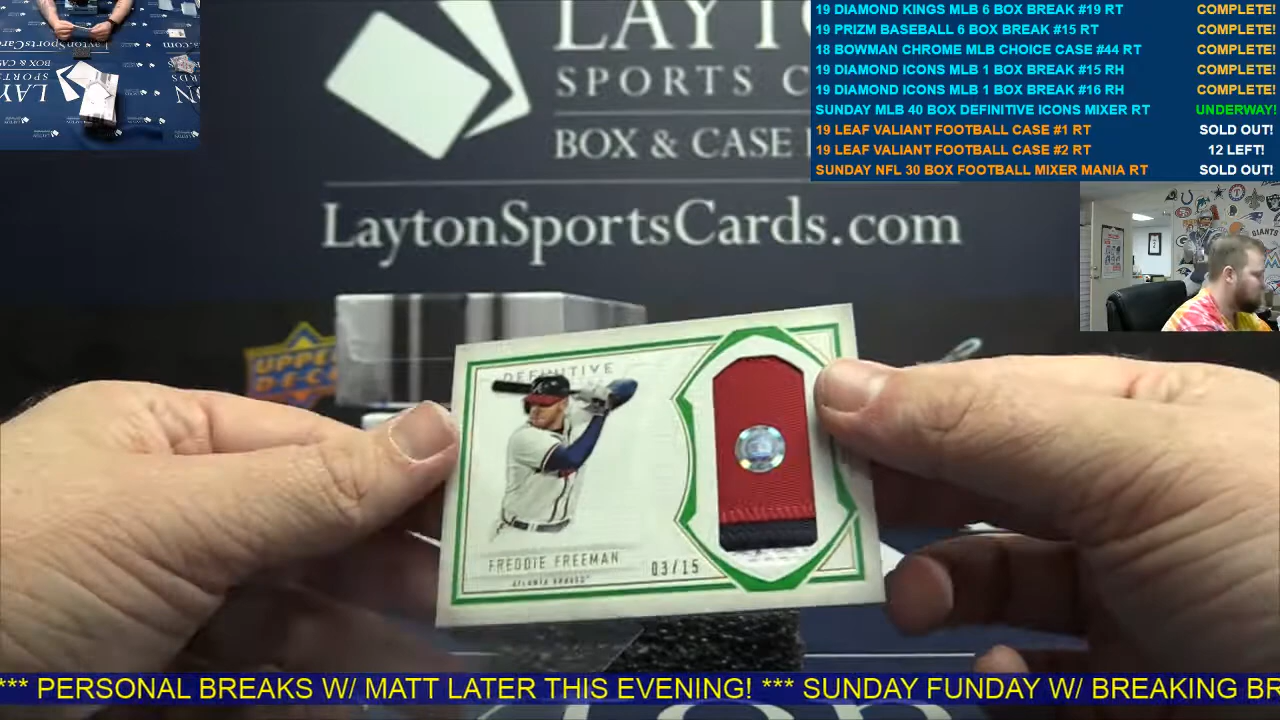 19 DIAMOND KINGS MLB 6 BOX BREAK #19 RT COMPLETE!
19 PRIZM BASEBALL 6 BOX BREAK #15 RT COMPLETE!
18 BOWMAN CHROME MLB CHOICE CASE #44 RT COMPLETE!
19 DIAMOND ICONS MLB 1 BOX BREAK #15 RH COMPLETE!
19 DIAMOND ICONS MLB 1 BOX BREAK #16 RH COMPLETE!
SUNDAY MLB 40 BOX DEFINITIVE ICONS MIXER RT UNDERWAY!
19 LEAF VALIANT FOOTBALL CASE #1 RT SOLD OUT!
19 LEAF VALIANT FOOTBALL CASE #2 RT 12 LEFT!
SUNDAY NFL 30 BOX FOOTBALL MIXER MANIA RT SOLD OUT!
LAYT
SPORTS C
BOX & CASE
LaytonSportsCards.com
UPPER
DECK
DEFINITIVE
FREDDIE FREEMAN
03/15
ATLANTA BRAVES
*** PERSONAL BREAKS W/ MATT LATER THIS EVENING! *** SUNDAY FUNDAY W/ BREAKING BR